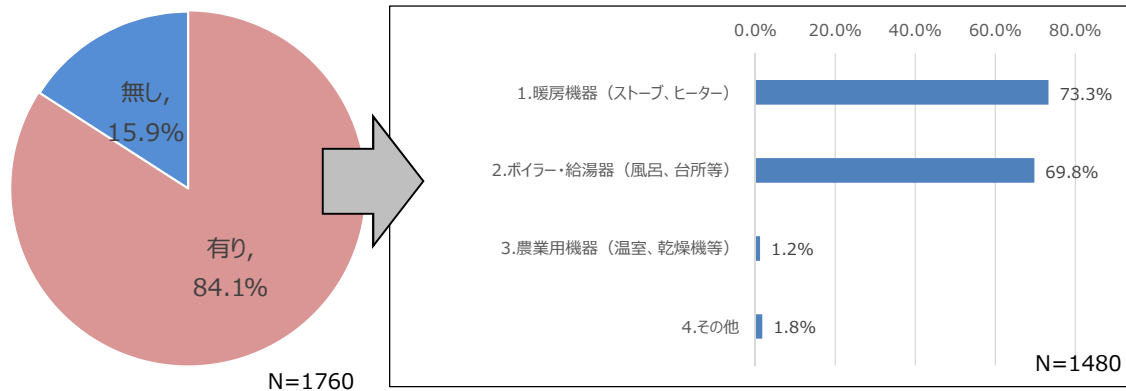 無し,
15.9%
有り,
84.1%
N=1760
0.0% 20.0% 40.0% 60.0% 80.0%
1.暖房機器（ストーブ、ヒーター） 73.3%
2.ボイラー・給湯器（風呂、台所等） 69.8%
3.農業用機器（温室、乾燥機等） 1.2%
4.その他 1.8%
N=1480